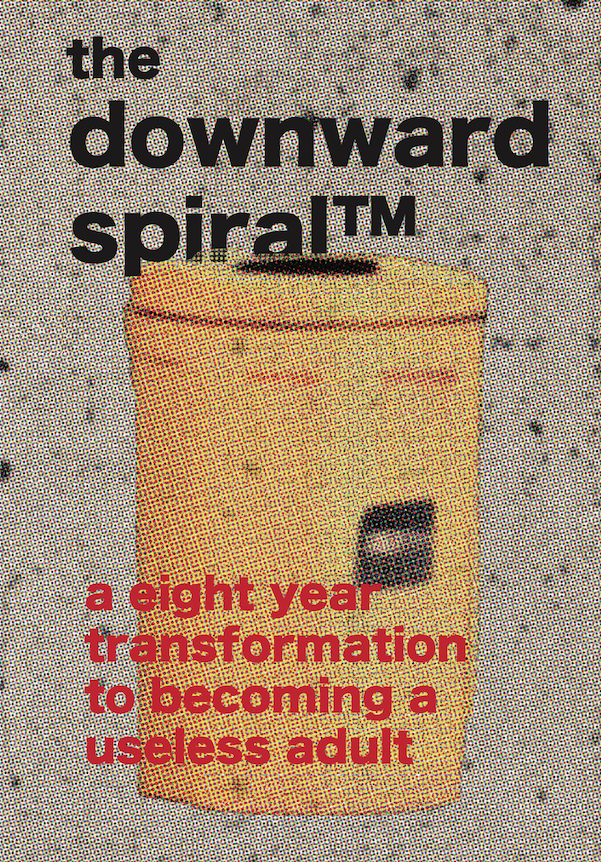 the
downward
spiral™
a eight year
transformation
to becoming a
useless adult